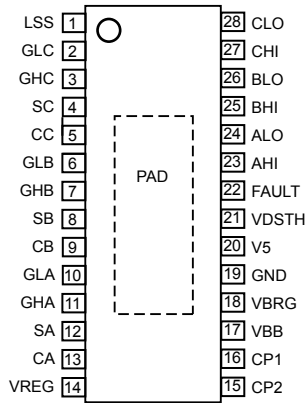 LSS 1 28 CLO
GLC 2 27 CHI
GHC 3 26 BLO
SC 4 25 BHI
CC 5 24 ALO
GLB 6 23 AHI
GHB 7 PAD 22 FAULT
SB 8 21 VDSTH
CB 9 20 V5
GLA 10 19 GND
GHA 11 18 VBRG
SA 12 17 VBB
CA 13 16 CP1
VREG 14 15 CP2